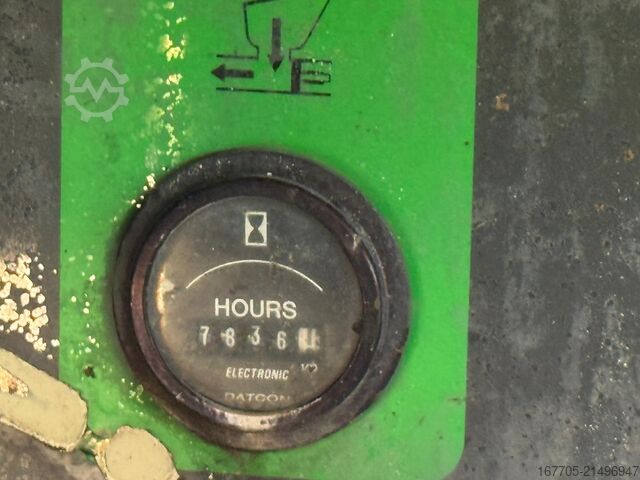 HOURS
7836
ELECTRONIC
DATCON
167705-21496947